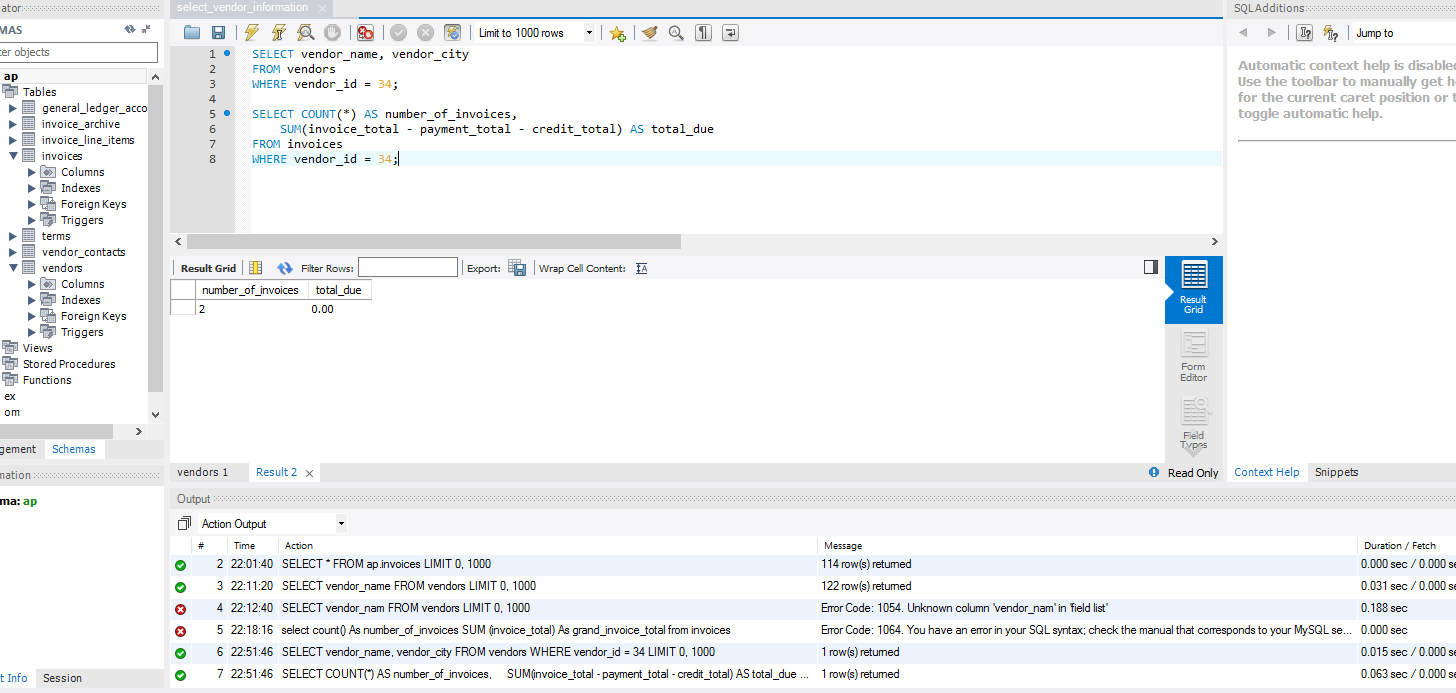 ator
MAS
ter objects
ap
Tables
general_ledger_acco
invoice_archive
invoice_line_items
invoices
Columns
Indexes
Foreign Keys
Triggers
terms
vendor_contacts
vendors
Columns
Indexes
Foreign Keys
Triggers
Views
Stored Procedures
Functions
ex
om
gement Schemas
mation
ma: ap
t Info Session
select_vendor_information
Limit to 1000 rows
1 SELECT vendor_name, vendor_city
2 FROM vendors
3 WHERE vendor_id = 34;
4
5 SELECT COUNT(*) AS number_of_invoices,
6 SUM(invoice_total - payment_total - credit_total) AS total_due
7 FROM invoices
8 WHERE vendor_id = 34;
Result Grid Filter Rows: Export: Wrap Cell Content:
number_of_invoices total_due
2 0.00
Result
Grid
Form
Editor
Field
Types
vendors 1 Result 2 Read Only
SQLAdditions
Jump to
Automatic context help is disabled
Use the toolbar to manually get he
for the current caret position or t
toggle automatic help.
Context Help Snippets
Output
Action Output
# Time Action Message Duration / Fetch
2 22:01:40 SELECT * FROM ap.invoices LIMIT 0, 1000 114 row(s) returned 0.000 sec / 0.000 se
3 22:11:20 SELECT vendor_name FROM vendors LIMIT 0, 1000 122 row(s) returned 0.031 sec / 0.000 se
4 22:12:40 SELECT vendor_nam FROM vendors LIMIT 0, 1000 Error Code: 1054. Unknown column 'vendor_nam' in 'field list' 0.188 sec
5 22:18:16 select count() As number_of_invoices SUM (invoice_total) As grand_invoice_total from invoices Error Code: 1064. You have an error in your SQL syntax; check the manual that corresponds to your MySQL se... 0.000 sec
6 22:51:46 SELECT vendor_name, vendor_city FROM vendors WHERE vendor_id = 34 LIMIT 0, 1000 1 row(s) returned 0.015 sec / 0.000 se
7 22:51:46 SELECT COUNT(*) AS number_of_invoices, SUM(invoice_total - payment_total - credit_total) AS total_due ... 1 row(s) returned 0.063 sec / 0.000 se